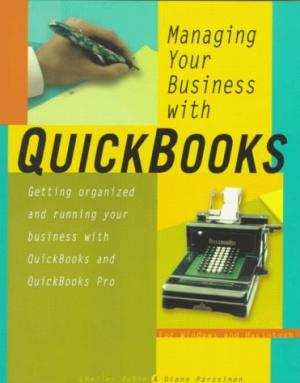 Managing
Your
Business
with
QUICKBOOKS
Getting organized
and running your
business with
QuickBooks and
QuickBooks Pro
For Windows and Macintosh
Charles Rubin & Diane Parssinen